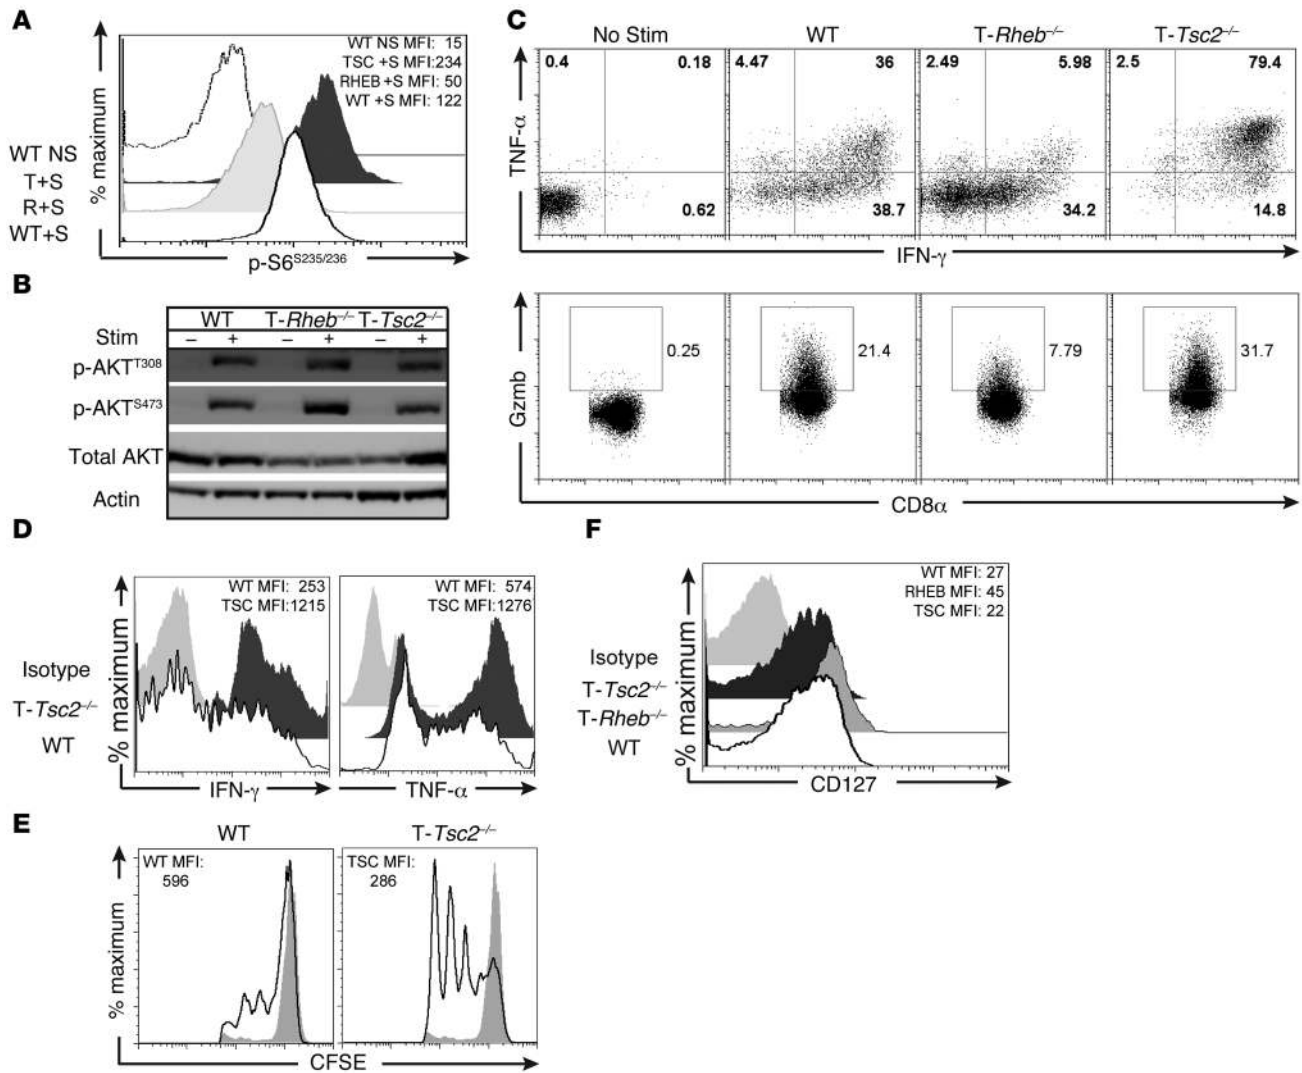 A
% maximum
WT NS MFI: 15
TSC +S MFI:234
RHEB +S MFI: 50
WT +S MFI: 122
WT NS
T+S
R+S
WT+S
p-S6S235/236
B
WT T-Rheb–/– T-Tsc2–/–
Stim – + – + – +
p-AKTT308
p-AKTS473
Total AKT
Actin
C
No Stim WT T-Rheb–/– T-Tsc2–/–
TNF-α
0.4 0.18 4.47 36 2.49 5.98 2.5 79.4
0.62 38.7 34.2 14.8
IFN-γ
Gzmb
0.25 21.4 7.79 31.7
CD8α
D
% maximum
WT MFI: 253
TSC MFI:1215
WT MFI: 574
TSC MFI:1276
Isotype
T-Tsc2–/–
WT
IFN-γ TNF-α
E
WT T-Tsc2–/–
% maximum
WT MFI:
596
TSC MFI:
286
CFSE
F
% maximum
WT MFI: 27
RHEB MFI: 45
TSC MFI: 22
Isotype
T-Tsc2–/–
T-Rheb–/–
WT
CD127